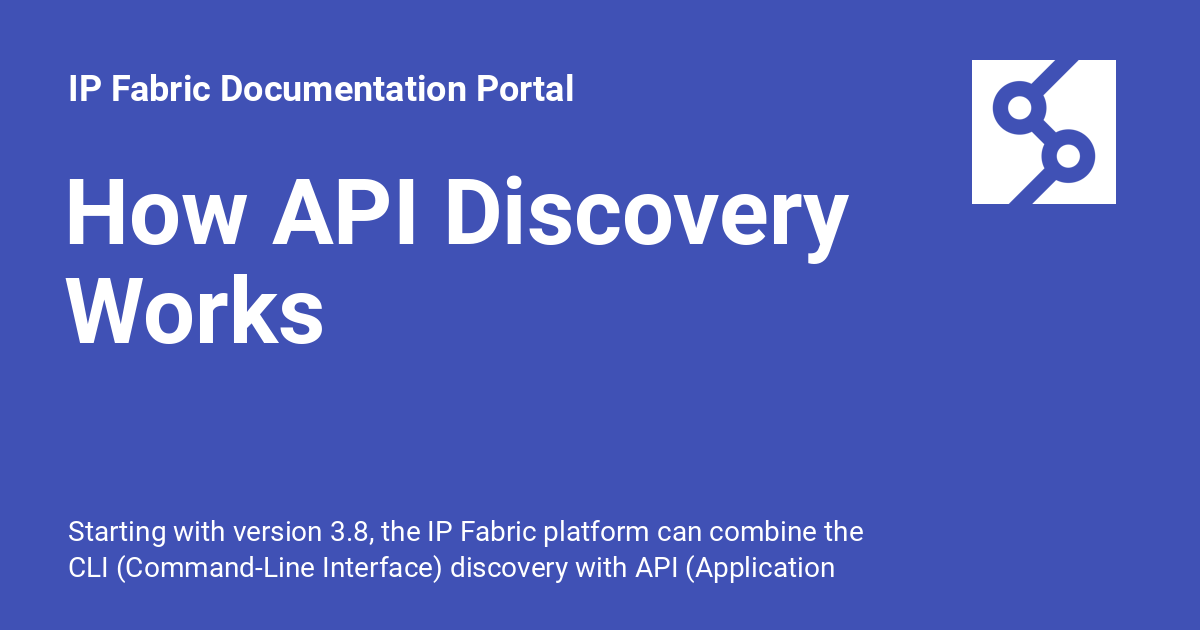 IP Fabric Documentation Portal
How API Discovery
Works
Starting with version 3.8, the IP Fabric platform can combine the
CLI (Command-Line Interface) discovery with API (Application